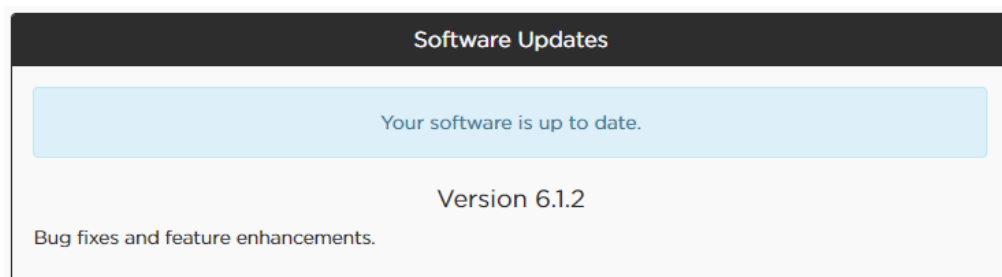 Software Updates
Your software is up to date.
Version 6.1.2
Bug fixes and feature enhancements.